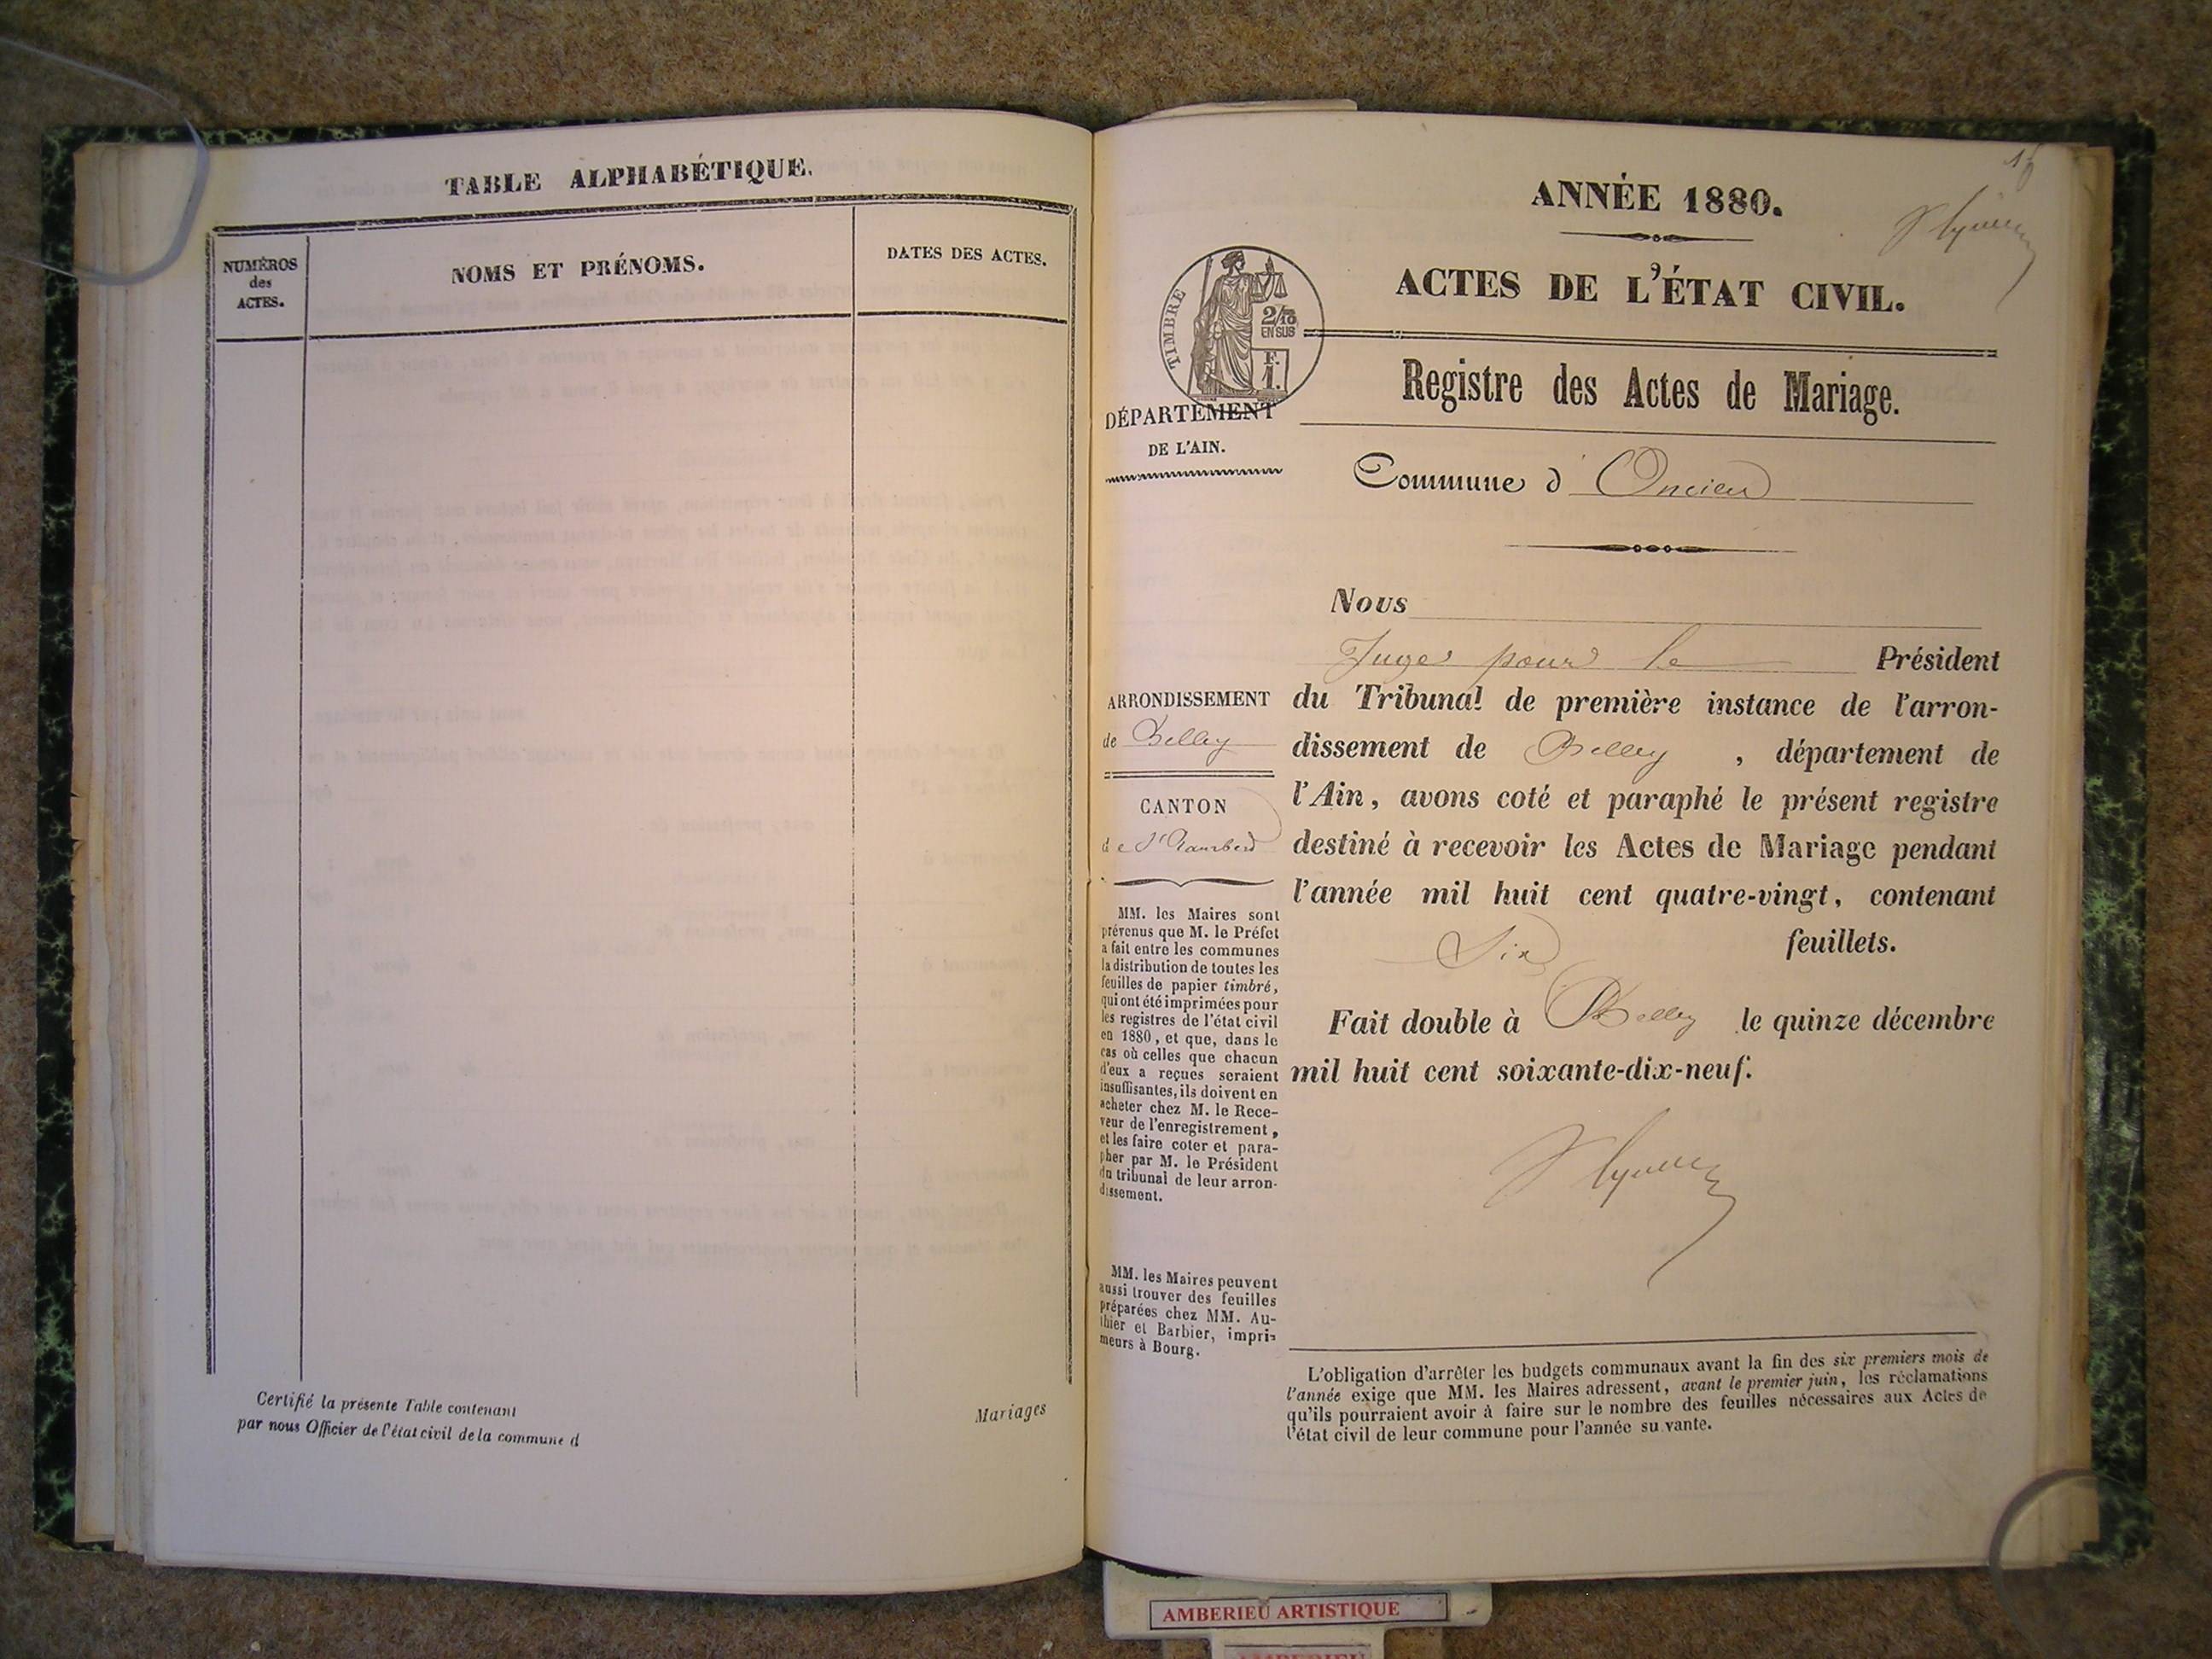 TABLE ALPHABÉTIQUE.
NUMÉROS
des
ACTES.
NOMS ET PRÉNOMS.
DATES DES ACTES.
Certifié la présente Table contenant
Mariages
par nous Officier de l'état civil de la commune d
ANNÉE 1880.
ACTES DE L'ÉTAT CIVIL.
TIMBRE
2/10
EN SUS
F.
1.
Registre des Actes de Mariage.
DÉPARTEMENT
DE L'AIN.
Commune d' Oncieu
Nous
Juge pour le Président
du Tribunal de première instance de l'arron-
dissement de Belley, département de
l'Ain, avons coté et paraphé le présent registre
destiné à recevoir les Actes de Mariage pendant
l'année mil huit cent quatre-vingt, contenant
Six feuillets.
Fait double à Belley le quinze décembre
mil huit cent soixante-dix-neuf.
ARRONDISSEMENT
de Belley
CANTON
de St Rambert
MM. les Maires sont
prévenus que M. le Préfet
a fait entre les communes
la distribution de toutes les
feuilles de papier timbré,
qui ont été imprimées pour
les registres de l'état civil
en 1880, et que, dans le
cas où celles que chacun
d'eux a reçues seraient
insuffisantes, ils doivent en
acheter chez M. le Rece-
veur de l'enregistrement,
et les faire coter et para-
pher par M. le Président
du tribunal de leur arron-
dissement.
MM. les Maires peuvent
aussi trouver des feuilles
préparées chez MM. Au-
thier et Barbier, impri-
meurs à Bourg.
L'obligation d'arrêter les budgets communaux avant la fin des six premiers mois de
l'année exige que MM. les Maires adressent, avant le premier juin, les réclamations
qu'ils pourraient avoir à faire sur le nombre des feuilles nécessaires aux Actes de
l'état civil de leur commune pour l'année su vante.
AMBERIEU ARTISTIQUE
AMBERIEU